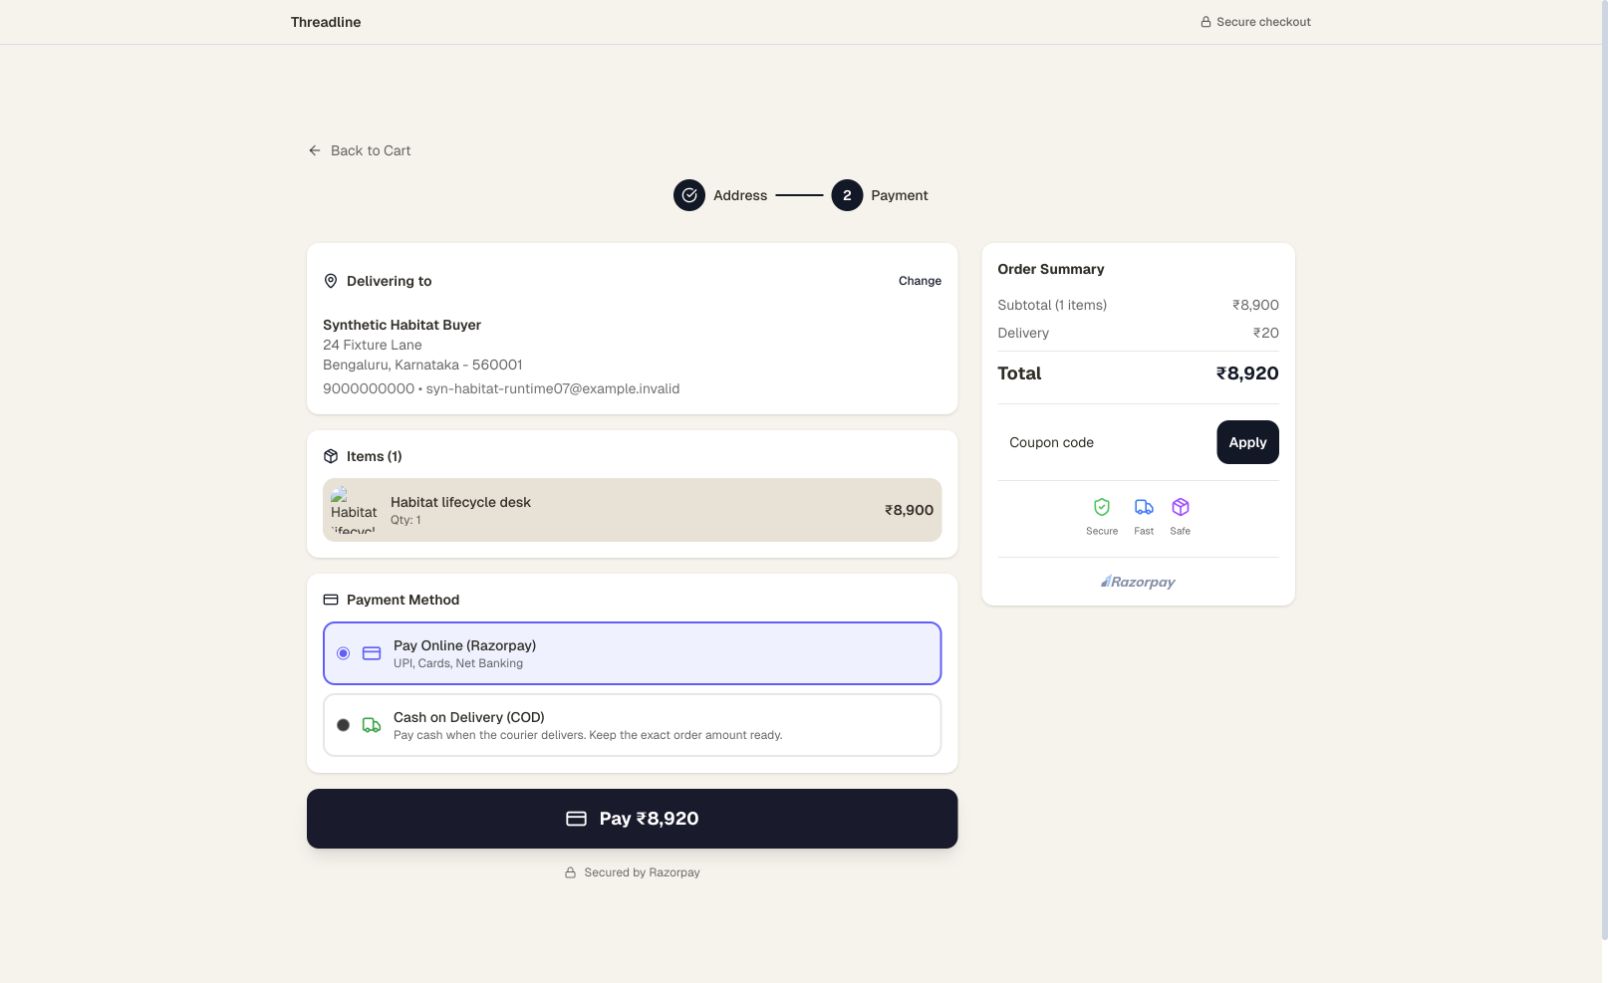 Threadline
Secure checkout
Back to Cart
Address
2
Payment
Delivering to
Change
Synthetic Habitat Buyer
24 Fixture Lane
Bengaluru, Karnataka - 560001
9000000000 • syn-habitat-runtime07@example.invalid
Items (1)
Habitat
lifecycl
Habitat lifecycle desk
Qty: 1
₹8,900
Payment Method
Pay Online (Razorpay)
UPI, Cards, Net Banking
Cash on Delivery (COD)
Pay cash when the courier delivers. Keep the exact order amount ready.
Pay ₹8,920
Secured by Razorpay
Order Summary
Subtotal (1 items) ₹8,900
Delivery ₹20
Total ₹8,920
Coupon code
Apply
Secure Fast Safe
Razorpay